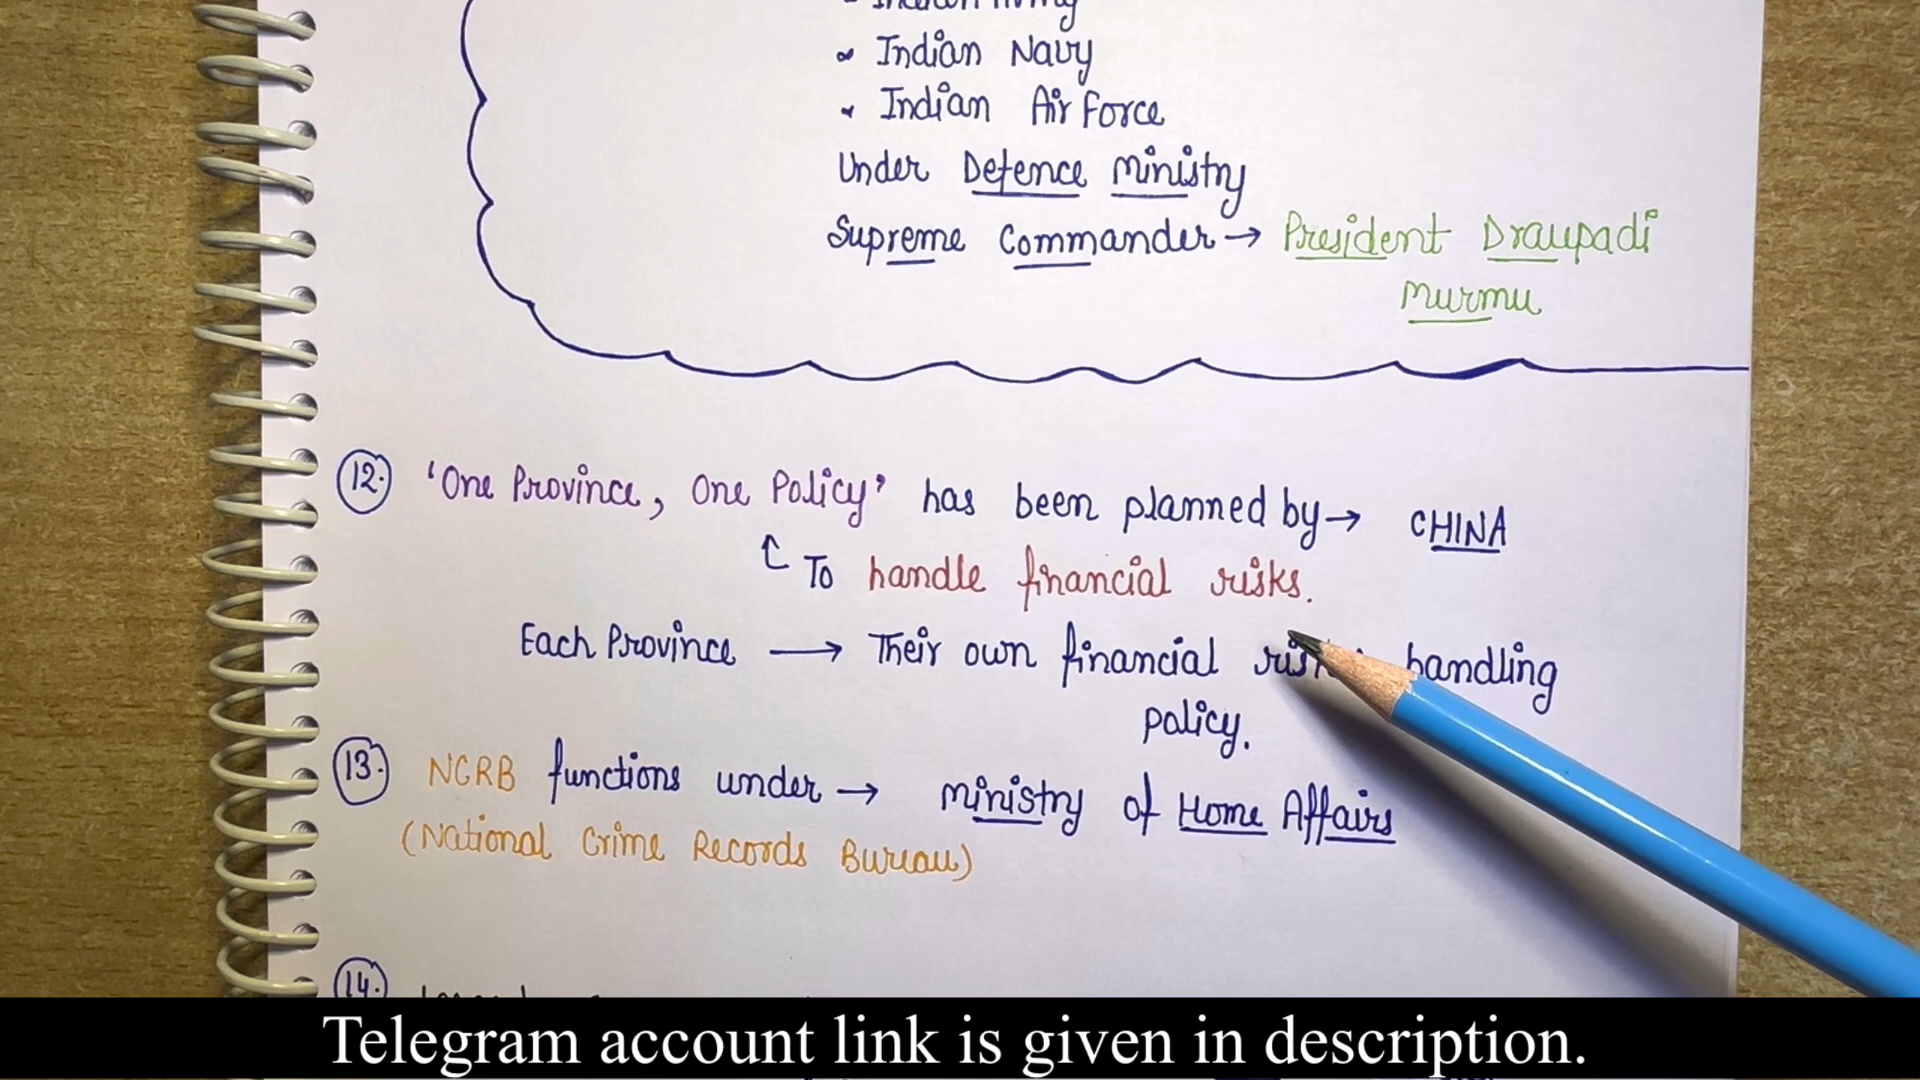 Indian Navy
Indian Air Force
Under Defence Ministry
Supreme Commander → President Draupadi
Murmu
12. 'One Province, One Policy' has been planned by → CHINA
To handle financial risks.
Each Province → Their own financial handling
policy.
13. NCRB functions under → Ministry of Home Affairs
(National Crime Records Bureau)
14.
Telegram account link is given in description.